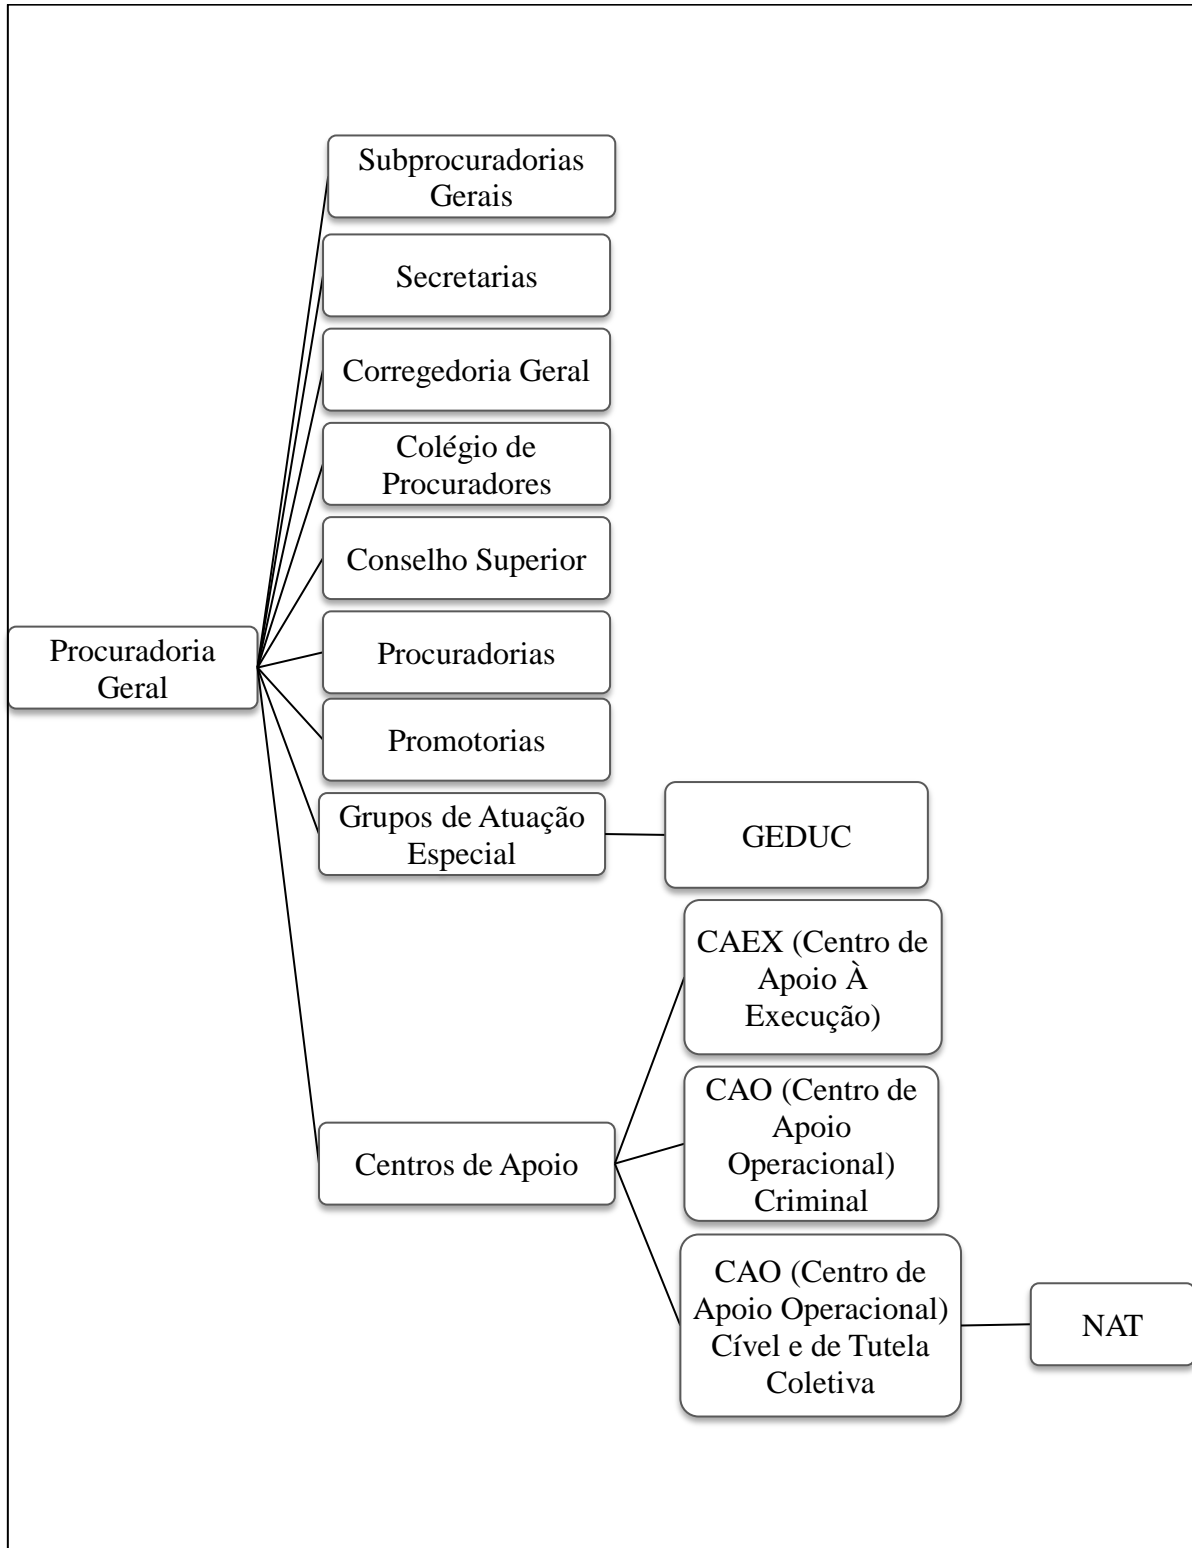 Subprocuradorias
Gerais
Secretarias
Corregedoria Geral
Colégio de
Procuradores
Conselho Superior
Procuradoria
Geral
Procuradorias
Promotorias
Grupos de Atuação
Especial
GEDUC
CAEX (Centro de
Apoio À
Execução)
CAO (Centro de
Apoio
Operacional)
Criminal
Centros de Apoio
CAO (Centro de
Apoio Operacional)
Cível e de Tutela
Coletiva
NAT